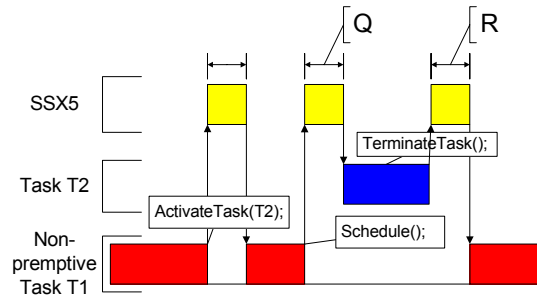 Q
R
SSX5
TerminateTask();
Task T2
ActivateTask(T2);
Schedule();
Non-
premptive
Task T1